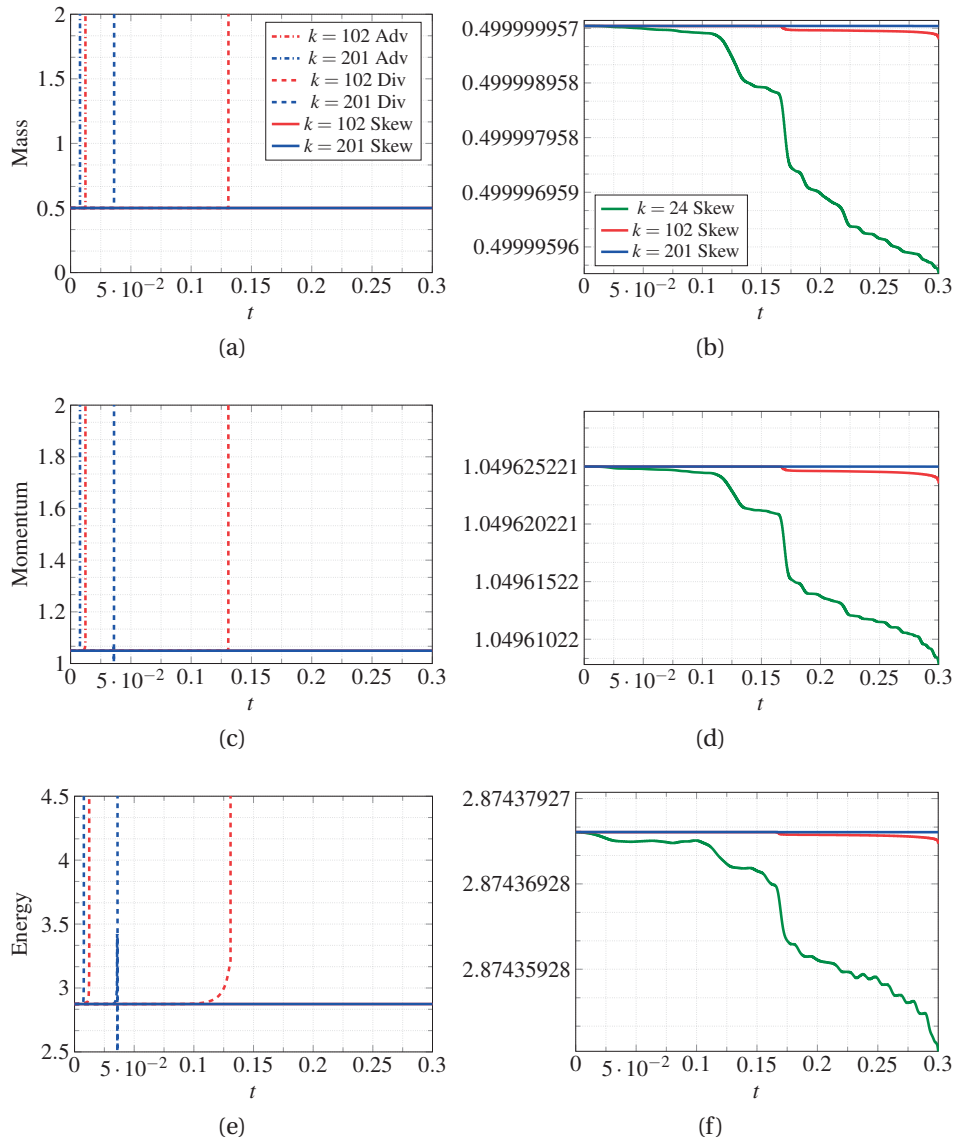 2
1.5
1
0.5
0
Mass
k = 102 Adv
k = 201 Adv
k = 102 Div
k = 201 Div
k = 102 Skew
k = 201 Skew
0 5 · 10⁻² 0.1 0.15 0.2 0.25 0.3
t
(a)
0.499999957
0.499998958
0.499997958
0.499996959
0.49999596
k = 24 Skew
k = 102 Skew
k = 201 Skew
0 5 · 10⁻² 0.1 0.15 0.2 0.25 0.3
t
(b)
2
1.8
1.6
1.4
1.2
1
Momentum
0 5 · 10⁻² 0.1 0.15 0.2 0.25 0.3
t
(c)
1.049625221
1.049620221
1.04961522
1.04961022
0 5 · 10⁻² 0.1 0.15 0.2 0.25 0.3
t
(d)
4.5
4
3.5
3
2.5
Energy
0 5 · 10⁻² 0.1 0.15 0.2 0.25 0.3
t
(e)
2.87437927
2.87436928
2.87435928
0 5 · 10⁻² 0.1 0.15 0.2 0.25 0.3
t
(f)